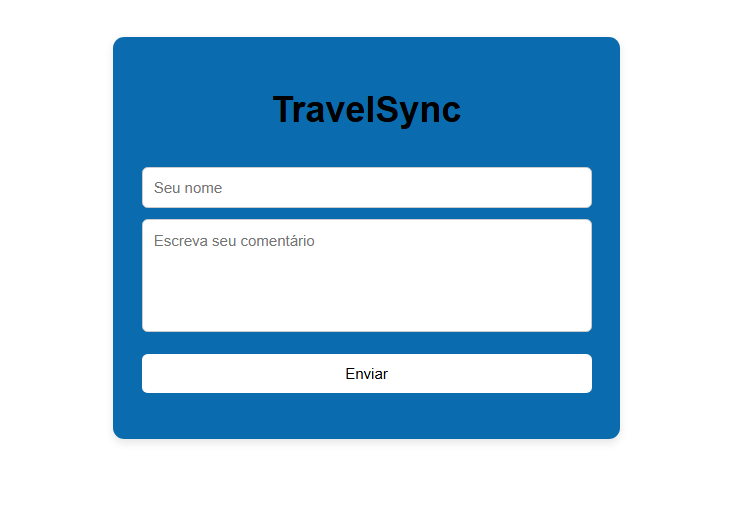 TravelSync
Seu nome
Escreva seu comentário
Enviar